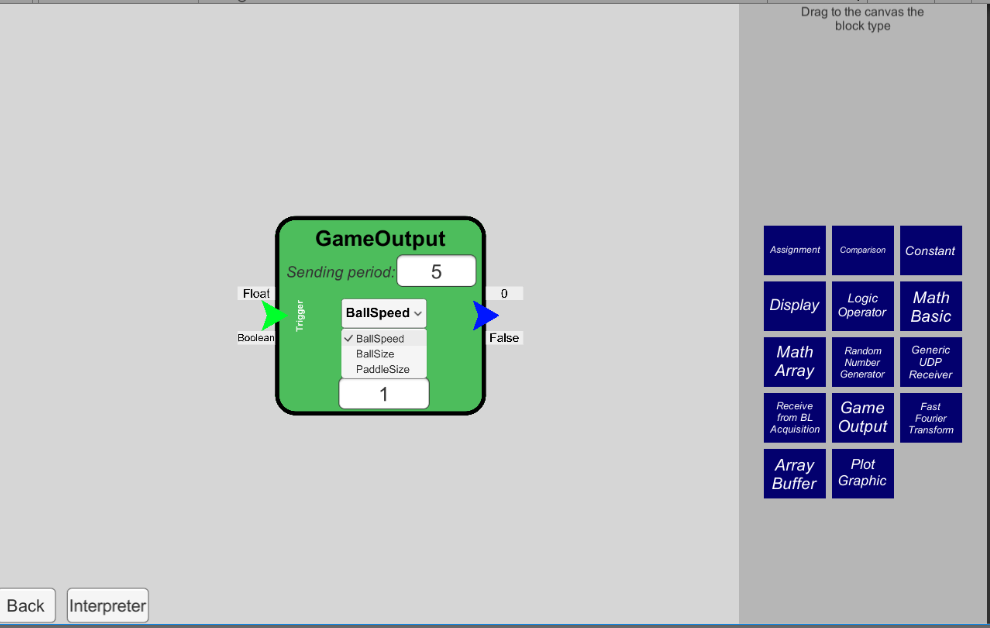 Drag to the canvas the
block type
GameOutput
Sending period:
5
Float
Trigger
Boolean
BallSpeed
BallSpeed
BallSize
PaddleSize
1
0
False
Assignment
Comparison
Constant
Display
Logic
Operator
Math
Basic
Math
Array
Random
Number
Generator
Generic
UDP
Receiver
Receive
from BL
Acquisition
Game
Output
Fast
Fourier
Transform
Array
Buffer
Plot
Graphic
Back
Interpreter